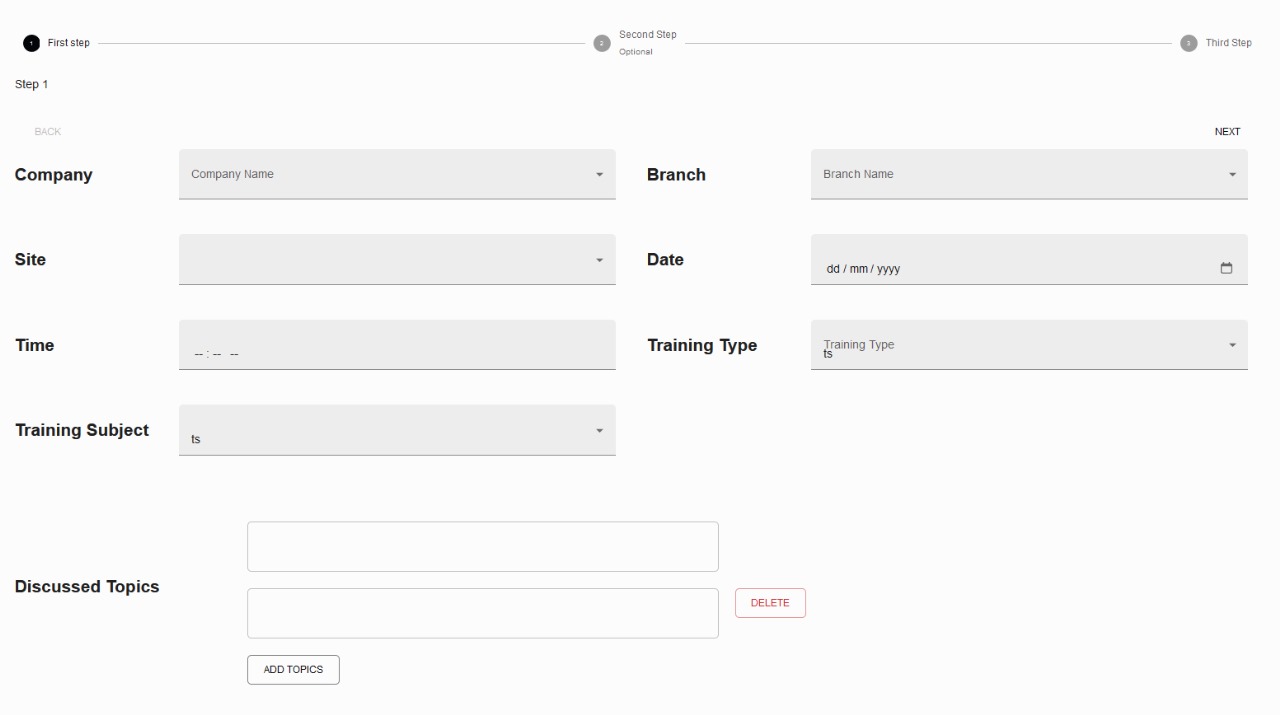 1 First step
2 Second Step
Optional
3 Third Step
Step 1
BACK
NEXT
Company
Company Name
Branch
Branch Name
Site
Date
dd / mm / yyyy
Time
-- : --  --
Training Type
Training Type
ts
Training Subject
ts
Discussed Topics
DELETE
ADD TOPICS